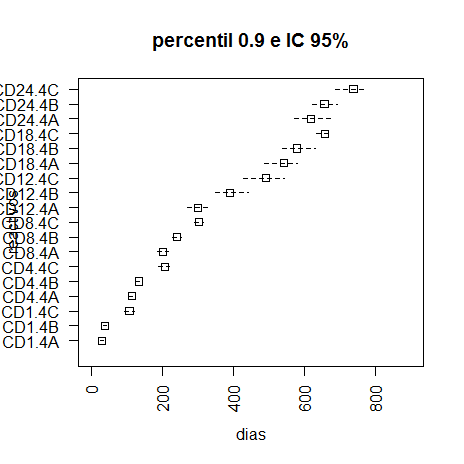 percentil 0.9 e IC 95%
CD24.4C
CD24.4B
CD24.4A
CD18.4C
CD18.4B
CD18.4A
CD12.4C
CD12.4B
CD12.4A
CD8.4C
CD8.4B
CD8.4A
CD4.4C
CD4.4B
CD4.4A
CD1.4C
CD1.4B
CD1.4A
0
200
400
600
800
dias